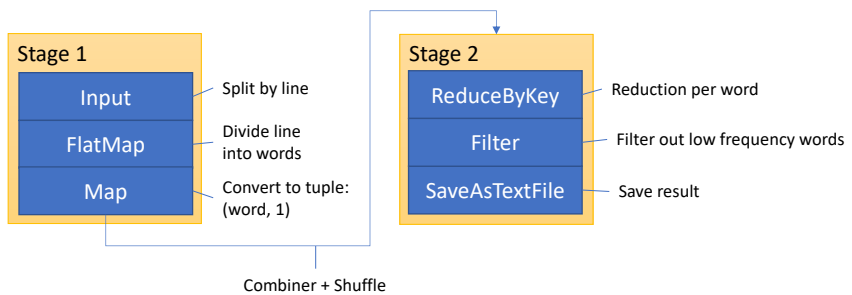 Stage 1
Input
Split by line
FlatMap
Divide line
into words
Map
Convert to tuple:
(word, 1)
Stage 2
ReduceByKey
Reduction per word
Filter
Filter out low frequency words
SaveAsTextFile
Save result
Combiner + Shuffle